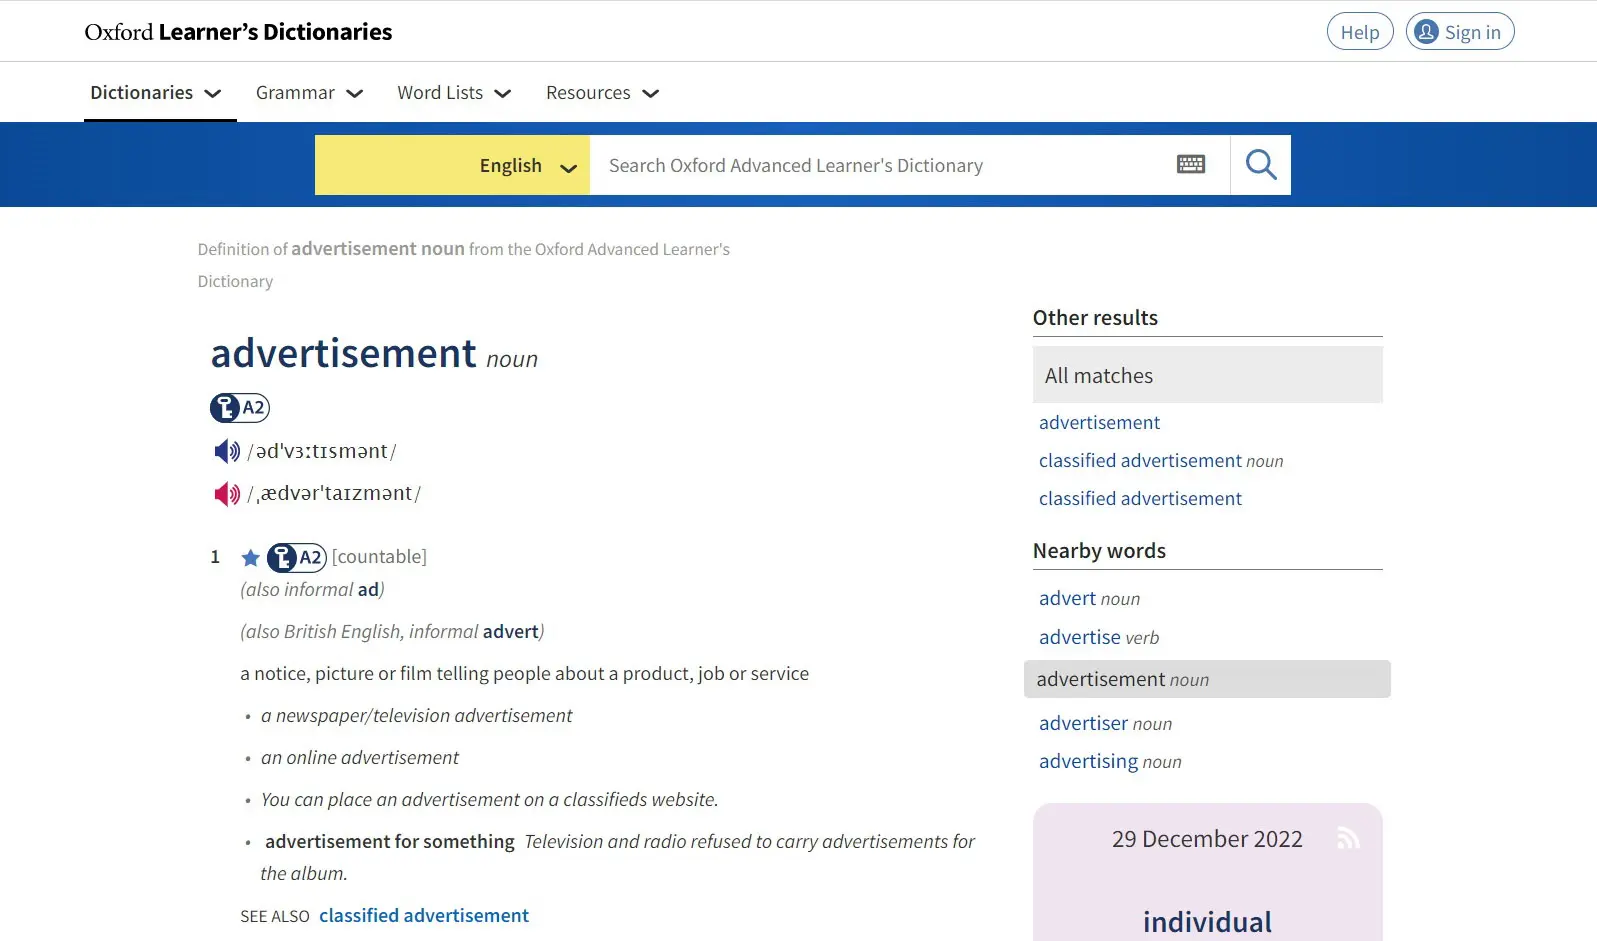 Oxford Learner’s Dictionaries
Help
Sign in
Dictionaries
Grammar
Word Lists
Resources
English
Search Oxford Advanced Learner's Dictionary
Definition of advertisement noun from the Oxford Advanced Learner's
Dictionary
advertisement noun
A2
/ədˈvɜːtɪsmənt/
/ˌædvərˈtaɪzmənt/
1 A2 [countable]
(also informal ad)
(also British English, informal advert)
a notice, picture or film telling people about a product, job or service
• a newspaper/television advertisement
• an online advertisement
• You can place an advertisement on a classifieds website.
• advertisement for something Television and radio refused to carry advertisements for
the album.
SEE ALSO classified advertisement
Other results
All matches
advertisement
classified advertisement noun
classified advertisement
Nearby words
advert noun
advertise verb
advertisement noun
advertiser noun
advertising noun
29 December 2022
individual